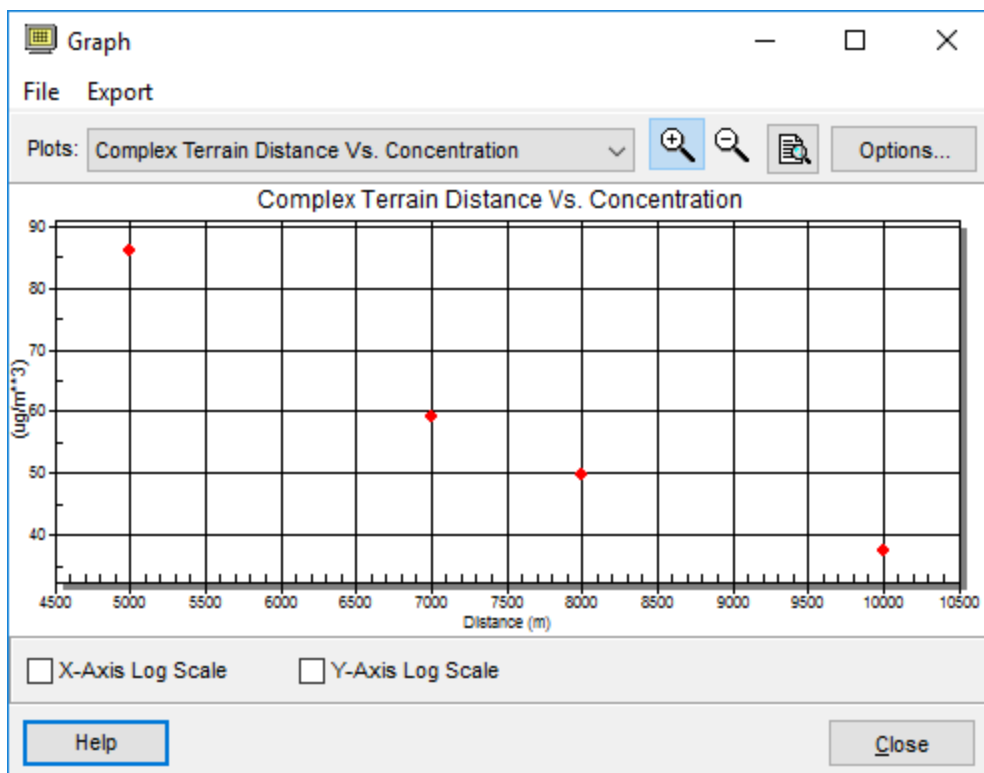 Graph
File Export
Plots: Complex Terrain Distance Vs. Concentration Options...
Complex Terrain Distance Vs. Concentration
90
80
70
60
50
40
(ug/m**3)
4500 5000 5500 6000 6500 7000 7500 8000 8500 9000 9500 10000 10500
Distance (m)
X-Axis Log Scale Y-Axis Log Scale
Help Close